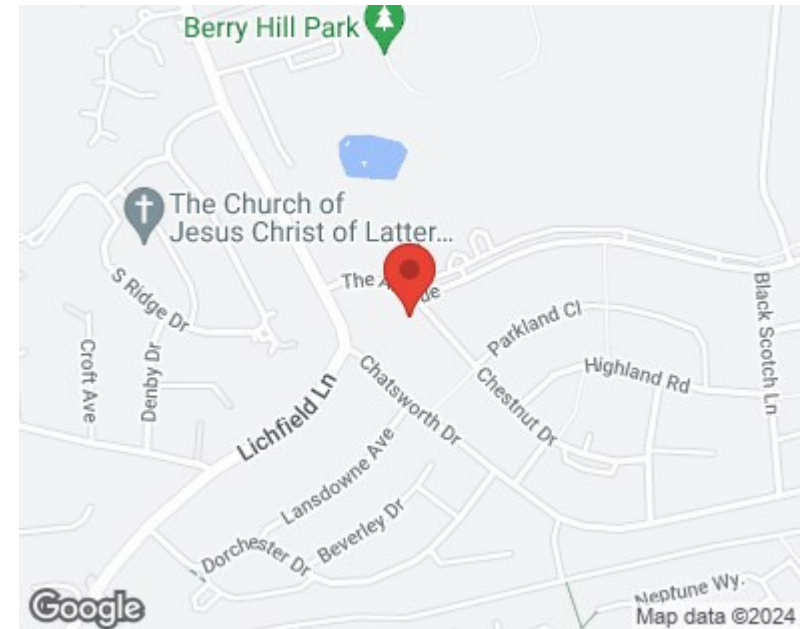 Berry Hill Park
The Church of
Jesus Christ of Latter...
S Ridge Dr
Croft Ave
Denby Dr
Lichfield Ln
Chatsworth Dr
Parkland Cl
Black Scotch Ln
Highland Rd
Chestnut Dr
Lansdowne Ave
Beverley Dr
Dorchester Dr
Neptune Wy.
Google
Map data ©2024